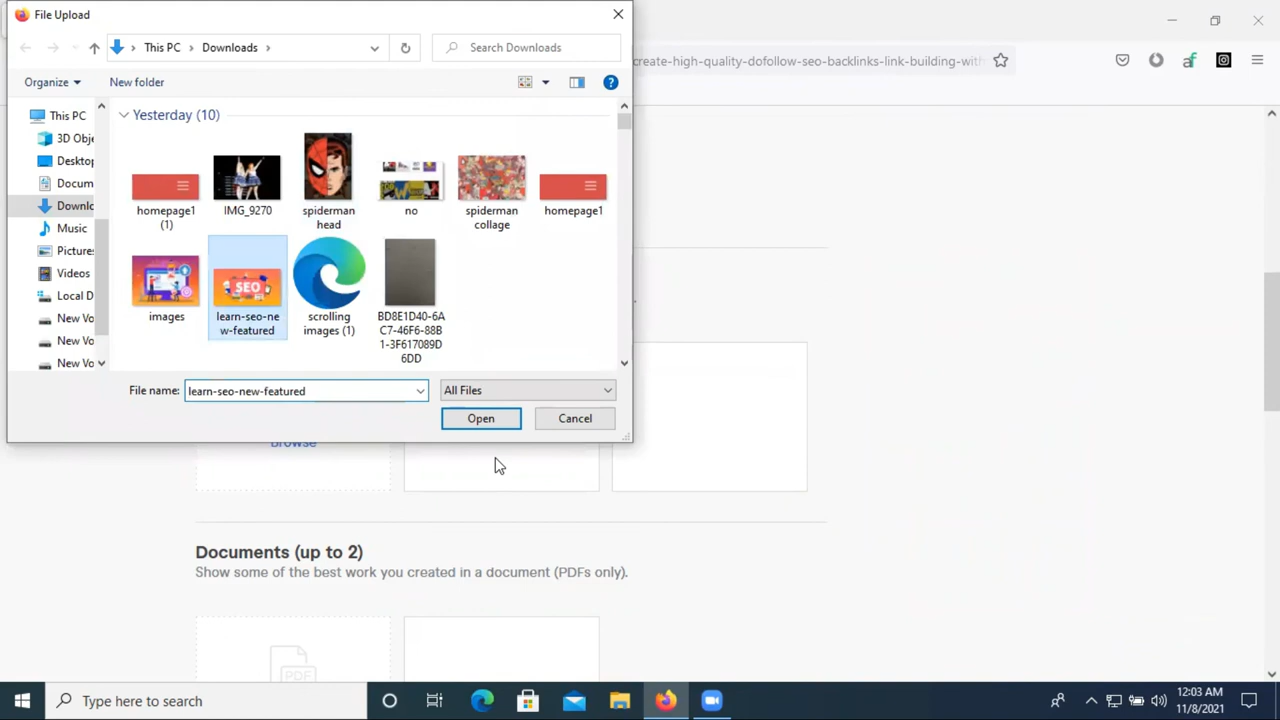 File Upload
This PC
Downloads
Search Downloads
create-high-quality-dofollow-seo-backlinks-link-building-with
Organize
New folder
This PC
3D Obje
Desktop
Docum
Downlo
Music
Pictures
Videos
Local D
New Vo
New Vo
New Vo
Yesterday (10)
homepage1
(1)
IMG_9270
spiderman
head
no
spiderman
collage
homepage1
images
SEO
learn-seo-ne
w-featured
scrolling
images (1)
BD8E1D40-6A
C7-46F6-88B
1-3F617089D
6DD
File name:
learn-seo-new-featured
All Files
Open
Cancel
Browse
Documents (up to 2)
Show some of the best work you created in a document (PDFs only).
PDF
Type here to search
12:03 AM
11/8/2021